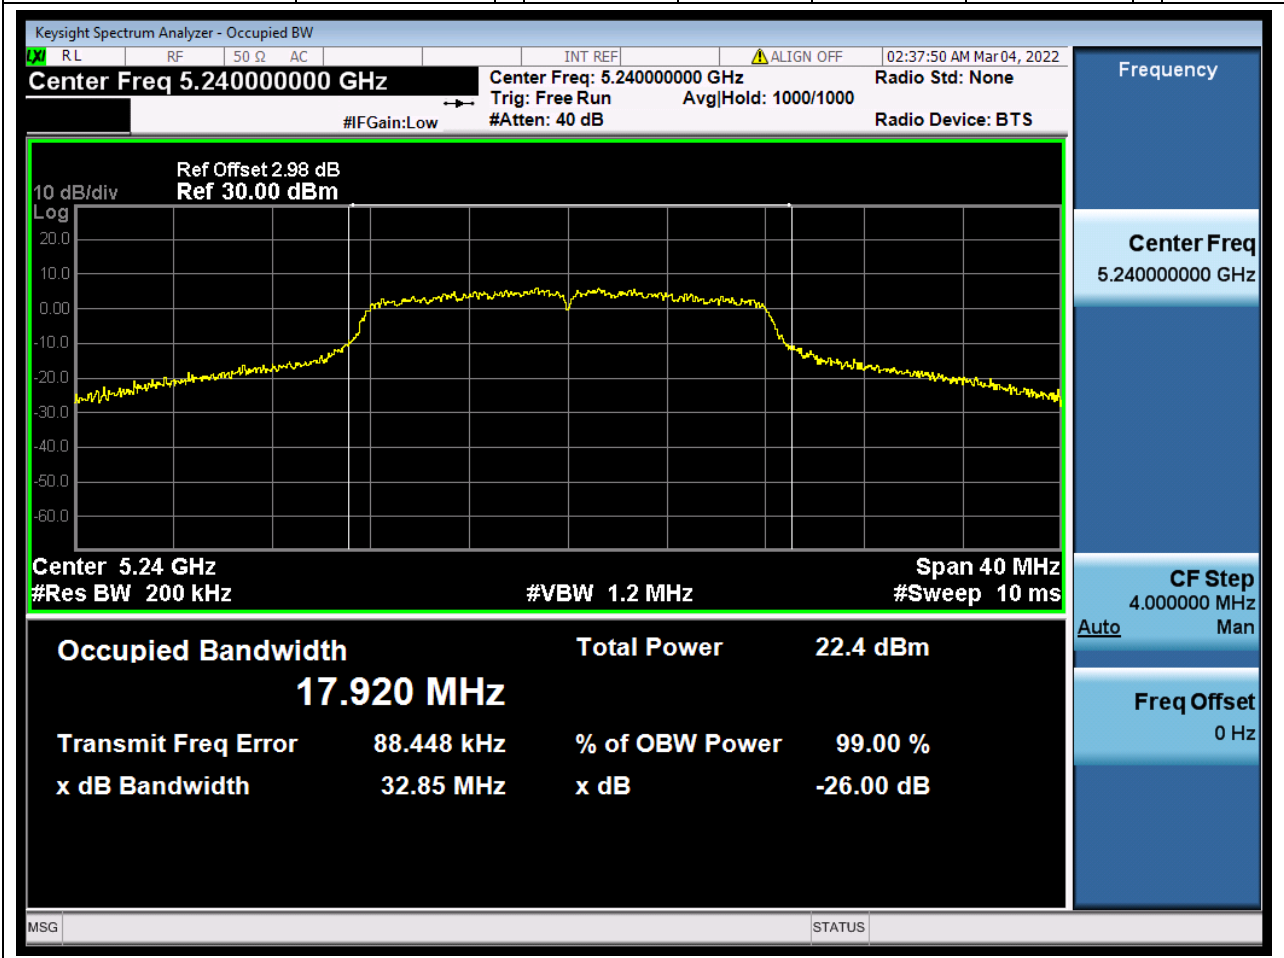 Keysight Spectrum Analyzer - Occupied BW
LXI RL RF 50 Ω AC INT REF ALIGN OFF 02:37:50 AM Mar 04, 2022
Center Freq 5.240000000 GHz
Center Freq: 5.240000000 GHz
Radio Std: None
Trig: Free Run Avg|Hold: 1000/1000
#IFGain:Low
#Atten: 40 dB
Radio Device: BTS
Ref Offset 2.98 dB
10 dB/div Ref 30.00 dBm
Log
20.0
10.0
0.00
-10.0
-20.0
-30.0
-40.0
-50.0
-60.0
Center 5.24 GHz Span 40 MHz
#Res BW 200 kHz #VBW 1.2 MHz #Sweep 10 ms
Occupied Bandwidth
17.920 MHz
Total Power 22.4 dBm
Transmit Freq Error 88.448 kHz % of OBW Power 99.00 %
x dB Bandwidth 32.85 MHz x dB -26.00 dB
Frequency
Center Freq
5.240000000 GHz
CF Step
4.000000 MHz
Auto Man
Freq Offset
0 Hz
MSG STATUS